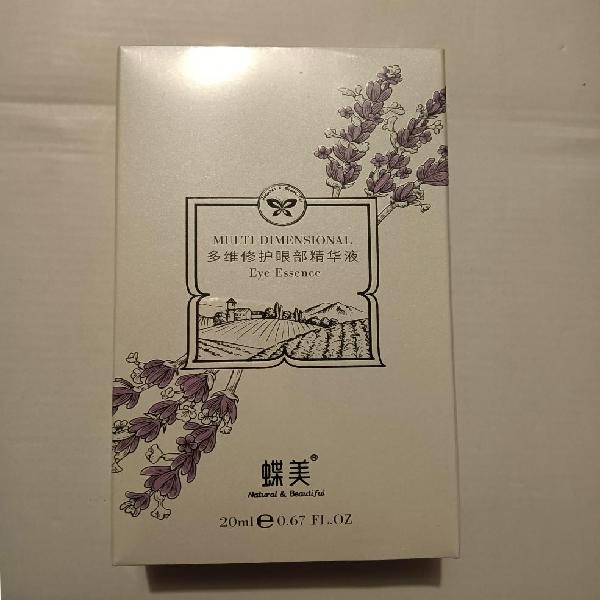 MULTI-DIMENSIONAL
多维修护眼部精华液
Eye Essence
蝶美®
Natural & Beautiful
20ml ℮ 0.67 FL.OZ